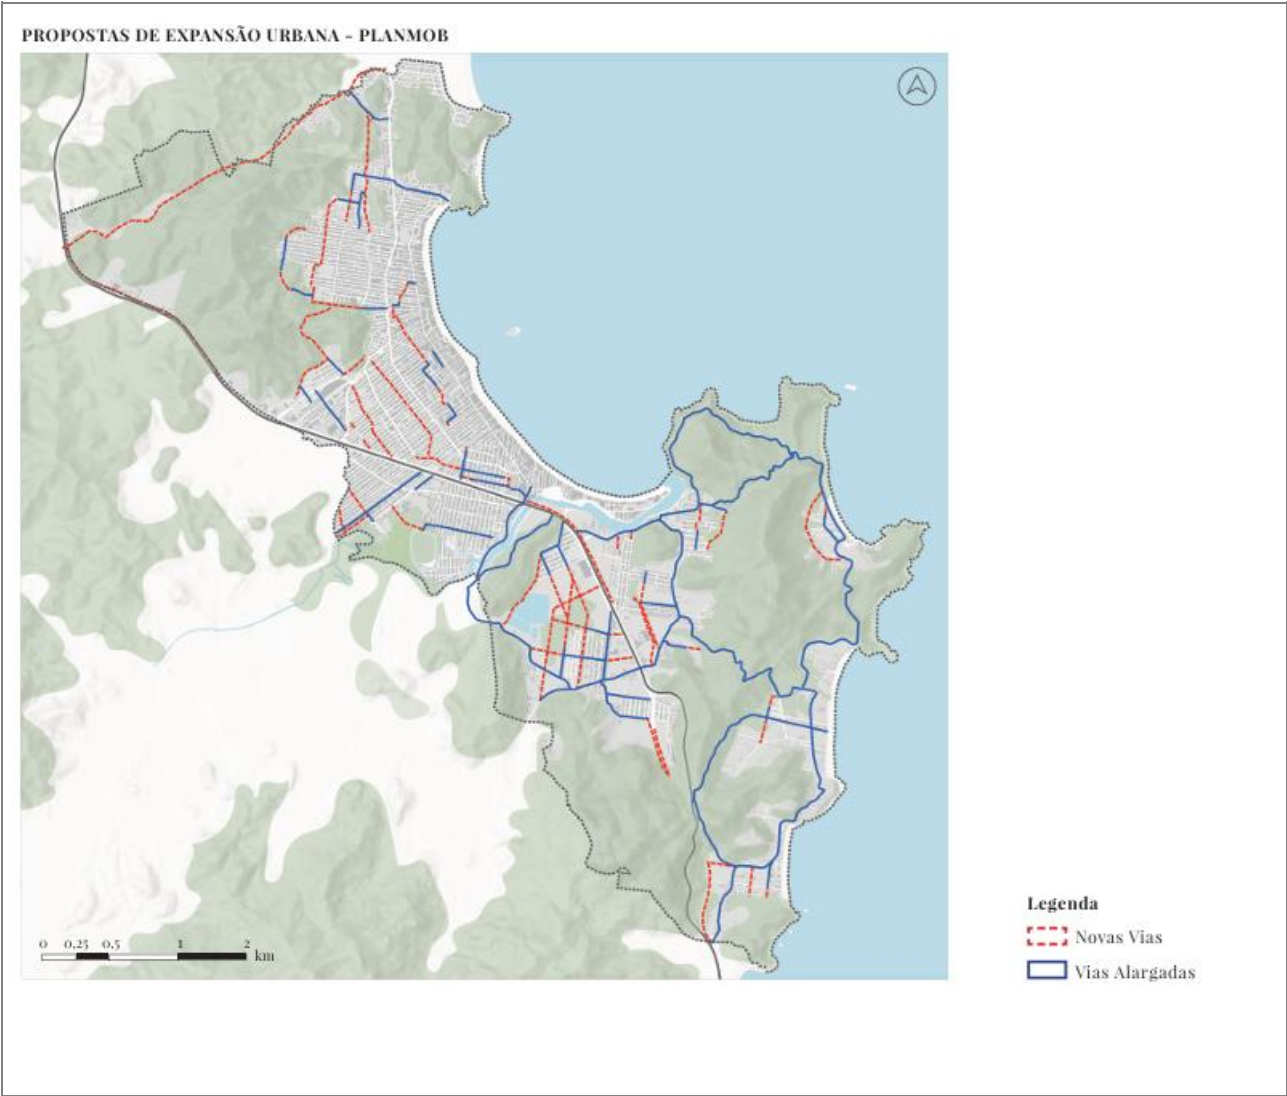 PROPOSTAS DE EXPANSÃO URBANA - PLANMOB
0 0,25 0,5 1 2
km
Legenda
Novas Vias
Vias Alargadas